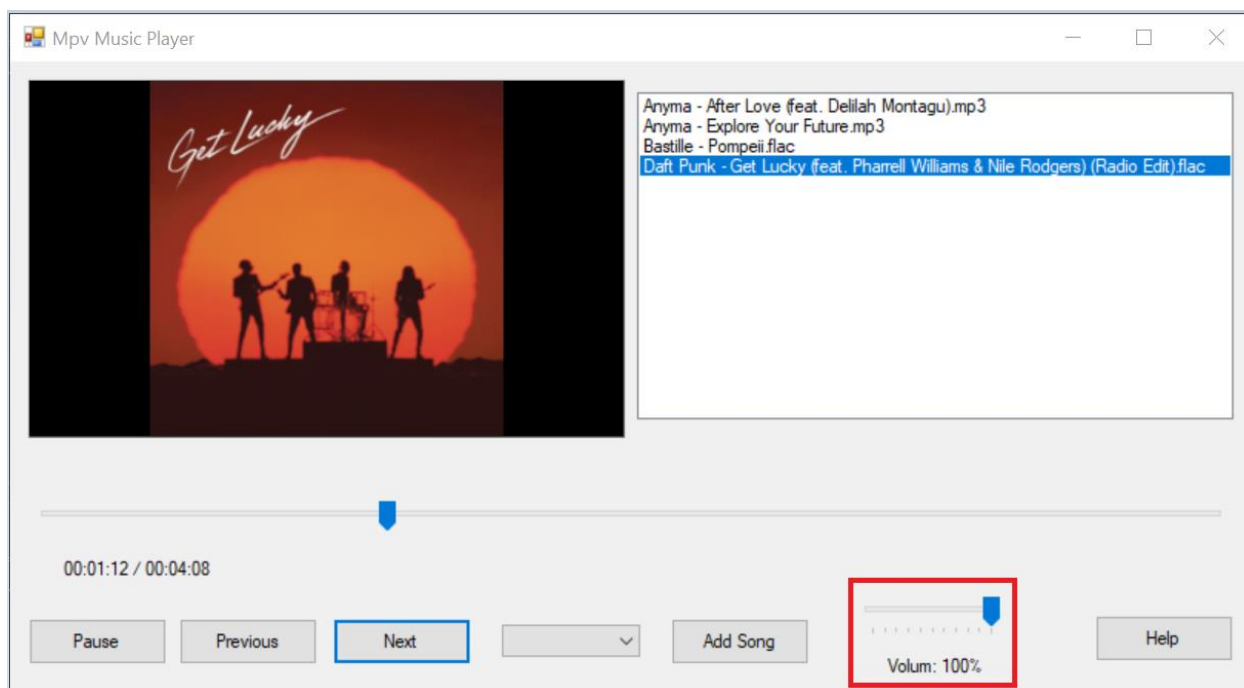 Mpv Music Player
Get Lucky
Anyma - After Love (feat. Delilah Montagu).mp3
Anyma - Explore Your Future.mp3
Bastille - Pompeii.flac
Daft Punk - Get Lucky (feat. Pharrell Williams & Nile Rodgers) (Radio Edit).flac
00:01:12 / 00:04:08
Pause
Previous
Next
Add Song
Volum: 100%
Help